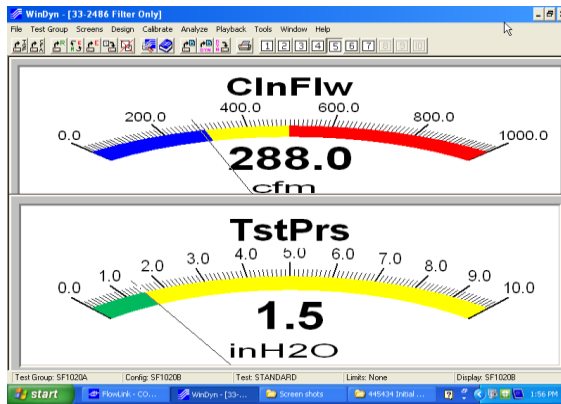 WinDyn - [33-2486 Filter Only]
File Test Group Screens Design Calibrate Analyze Playback Tools Window Help
1 2 3 4 5 6 7 8 9 10
ClnFlw
0.0 200.0 400.0 600.0 800.0 1000.0
288.0
cfm
TstPrs
0.0 1.0 2.0 3.0 4.0 5.0 6.0 7.0 8.0 9.0 10.0
1.5
inH2O
Test Group: SF1020A Config: SF1020B Test: STANDARD Limits: None Display: SF1020B
start FlowLink - CO... WinDyn - [33-... Screen shots 445434 Initial ... 1:56 PM